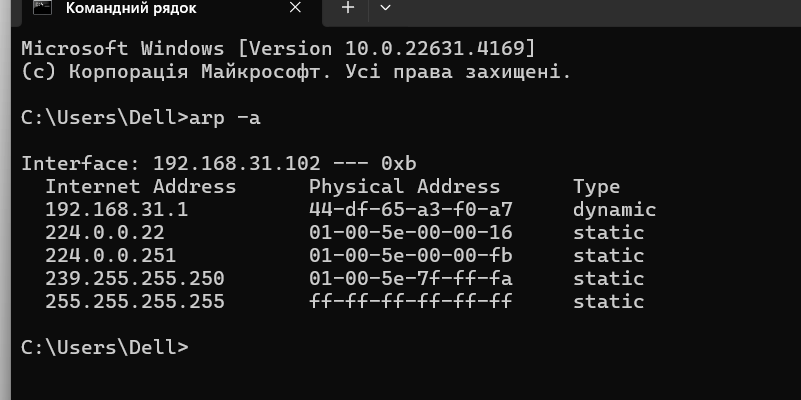 Командний рядок
Microsoft Windows [Version 10.0.22631.4169]
(c) Корпорація Майкрософт. Усі права захищені.
C:\Users\Dell>arp -a
Interface: 192.168.31.102 --- 0xb
Internet Address Physical Address Type
192.168.31.1 44-df-65-a3-f0-a7 dynamic
224.0.0.22 01-00-5e-00-00-16 static
224.0.0.251 01-00-5e-00-00-fb static
239.255.255.250 01-00-5e-7f-ff-fa static
255.255.255.255 ff-ff-ff-ff-ff-ff static
C:\Users\Dell>